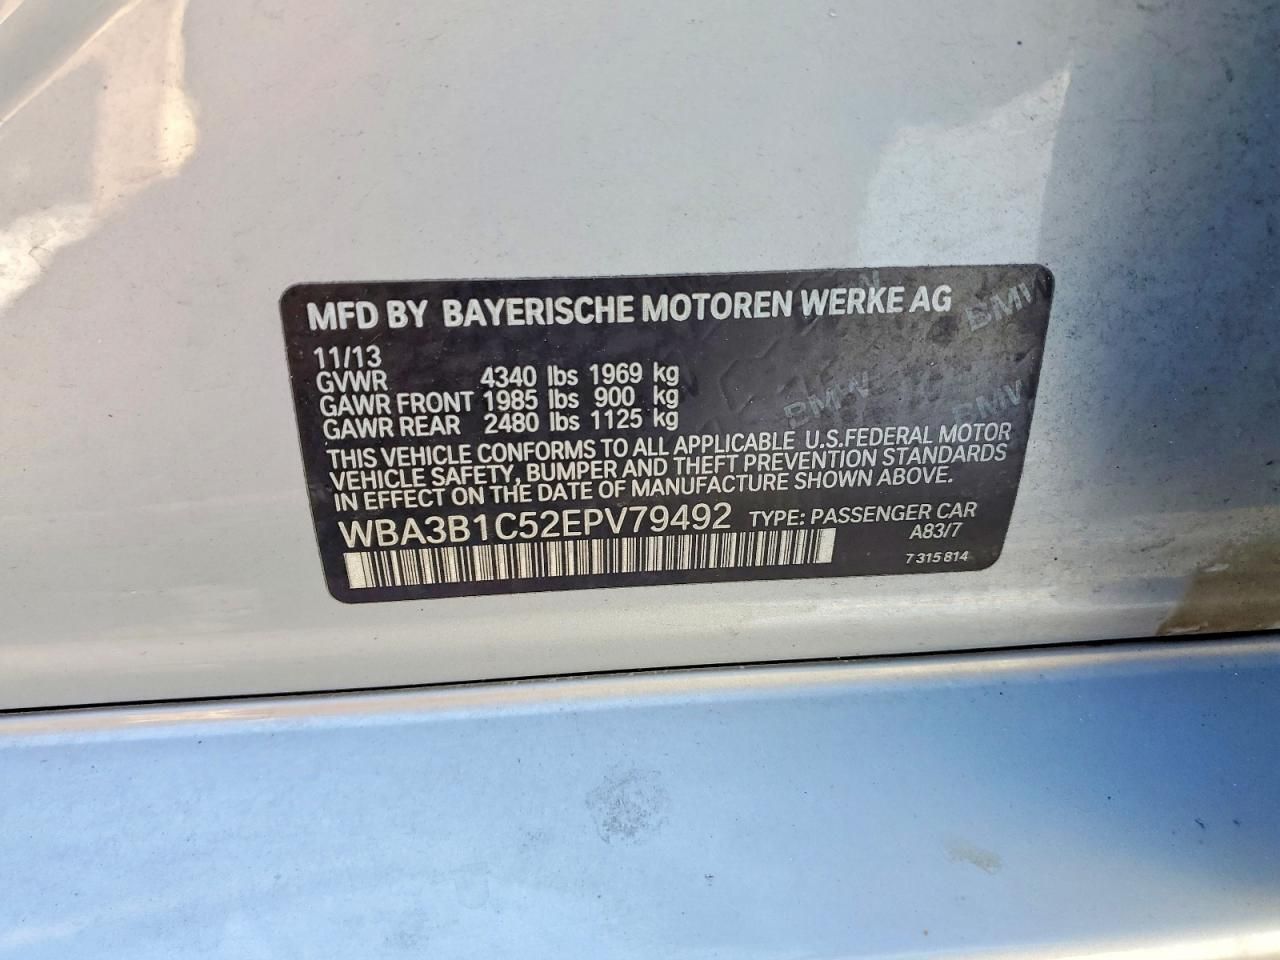 MFD BY BAYERISCHE MOTOREN WERKE AG
11/13
GVWR 4340 lbs 1969 kg
GAWR FRONT 1985 lbs 900 kg
GAWR REAR 2480 lbs 1125 kg
THIS VEHICLE CONFORMS TO ALL APPLICABLE U.S.FEDERAL MOTOR
VEHICLE SAFETY, BUMPER AND THEFT PREVENTION STANDARDS
IN EFFECT ON THE DATE OF MANUFACTURE SHOWN ABOVE.
WBA3B1C52EPV79492 TYPE: PASSENGER CAR
A83/7
7 315 814
BMW
BMW
BMW